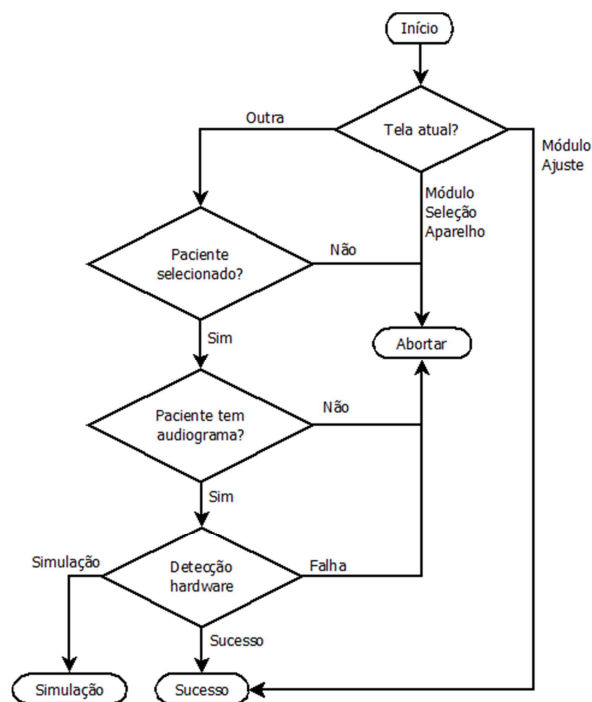 Início
Tela atual?
Outra
Módulo
Ajuste
Módulo
Seleção
Aparelho
Paciente
selecionado?
Não
Sim
Abortar
Paciente tem
audiograma?
Não
Sim
Simulação
Detecção
hardware
Falha
Sucesso
Simulação
Sucesso